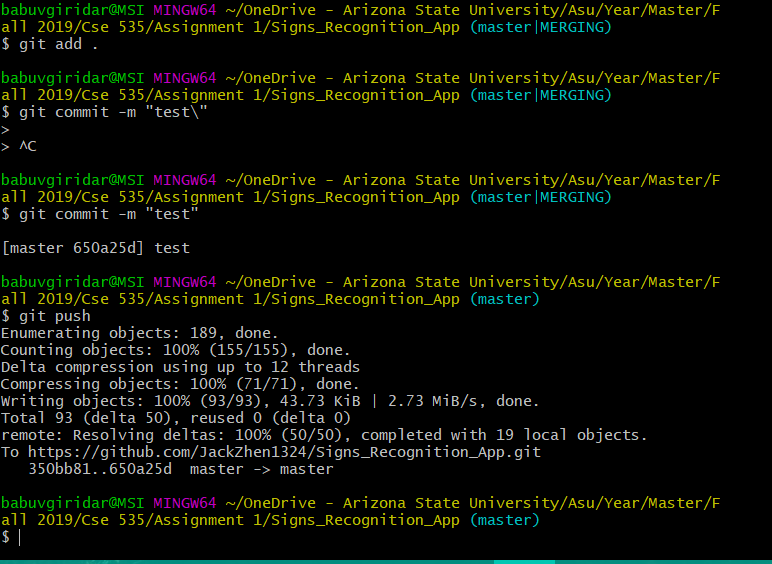 babuvgiridar@MSI MINGW64 ~/OneDrive - Arizona State University/Asu/Year/Master/F
all 2019/Cse 535/Assignment 1/Signs_Recognition_App (master|MERGING)
$ git add .
babuvgiridar@MSI MINGW64 ~/OneDrive - Arizona State University/Asu/Year/Master/F
all 2019/Cse 535/Assignment 1/Signs_Recognition_App (master|MERGING)
$ git commit -m "test\"
>
> ^C
babuvgiridar@MSI MINGW64 ~/OneDrive - Arizona State University/Asu/Year/Master/F
all 2019/Cse 535/Assignment 1/Signs_Recognition_App (master|MERGING)
$ git commit -m "test"
[master 650a25d] test
babuvgiridar@MSI MINGW64 ~/OneDrive - Arizona State University/Asu/Year/Master/F
all 2019/Cse 535/Assignment 1/Signs_Recognition_App (master)
$ git push
Enumerating objects: 189, done.
Counting objects: 100% (155/155), done.
Delta compression using up to 12 threads
Compressing objects: 100% (71/71), done.
Writing objects: 100% (93/93), 43.73 KiB | 2.73 MiB/s, done.
Total 93 (delta 50), reused 0 (delta 0)
remote: Resolving deltas: 100% (50/50), completed with 19 local objects.
To https://github.com/JackZhen1324/Signs_Recognition_App.git
   350bb81..650a25d  master -> master
babuvgiridar@MSI MINGW64 ~/OneDrive - Arizona State University/Asu/Year/Master/F
all 2019/Cse 535/Assignment 1/Signs_Recognition_App (master)
$